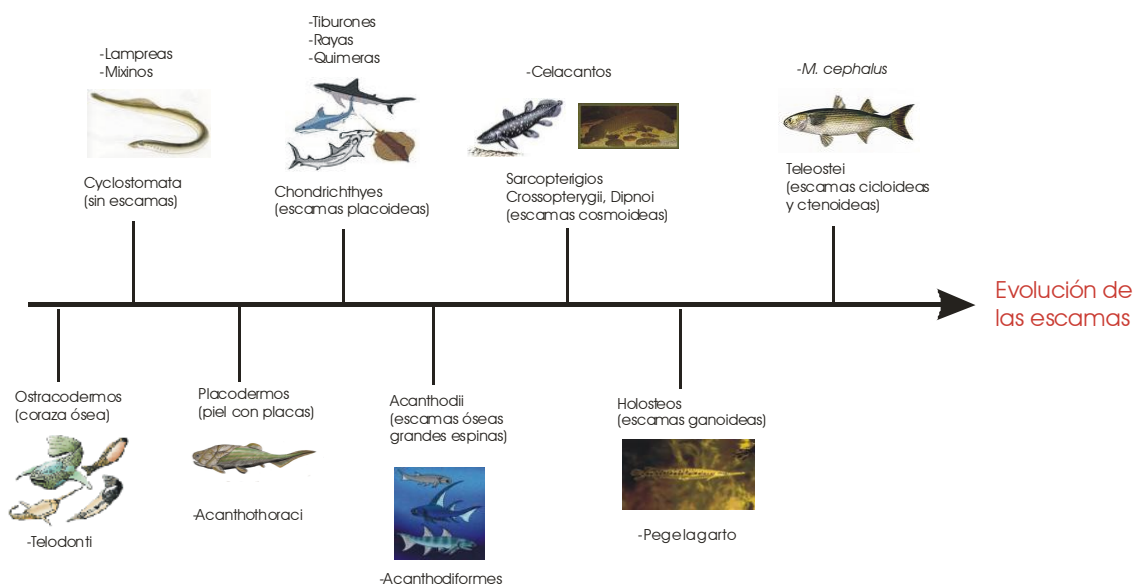 -Lampreas
-Mixinos
Cyclostomata
(sin escamas)
-Tiburones
-Rayas
-Quimeras
Chondrichthyes
(escamas placoideas)
-Celacantos
Sarcopterigios
Crossopterygii, Dipnoi
(escamas cosmoideas)
-M. cephalus
Teleostei
(escamas cicloideas
y ctenoideas)
Evolución de
las escamas
Ostracodermos
(coraza ósea)
-Telodonti
Placodermos
(piel con placas)
-Acanthothoraci
Acanthodii
(escamas óseas
grandes espinas)
-Acanthodiformes
Holosteos
(escamas ganoideas)
-Pegelagarto